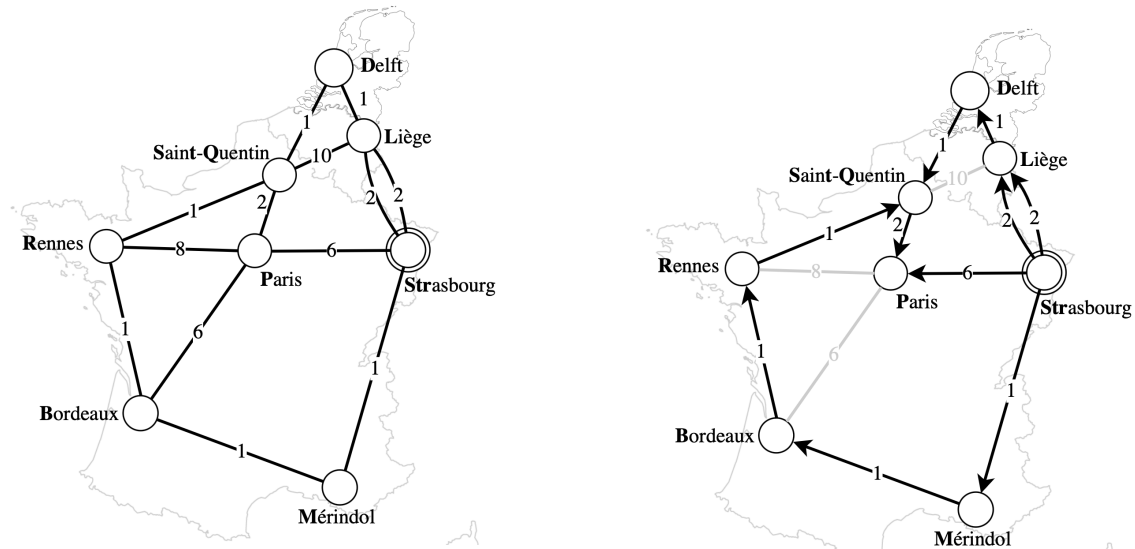 Delft
1
1
Liège
Saint-Quentin
10
2
2
1
2
Rennes
8
6
Paris
Strasbourg
1
6
1
Bordeaux
1
Mérindol
Delft
1
1
Liège
Saint-Quentin
10
2
2
1
2
Rennes
8
6
Paris
Strasbourg
1
6
1
Bordeaux
1
Mérindol